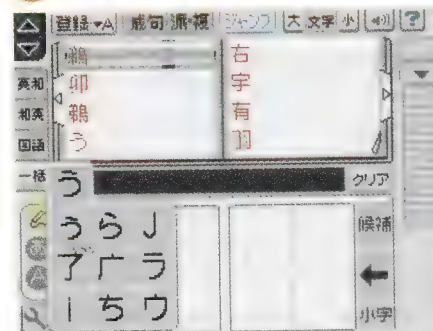 登録▼A 成句 派・複 ジャンプ 大 文字 小 ?
鵜 右
英和 卯 宇
和英 鵜 有
国語 う 羽
一括 う クリア
うら」 候補
了广ラ ←
iちウ 小字